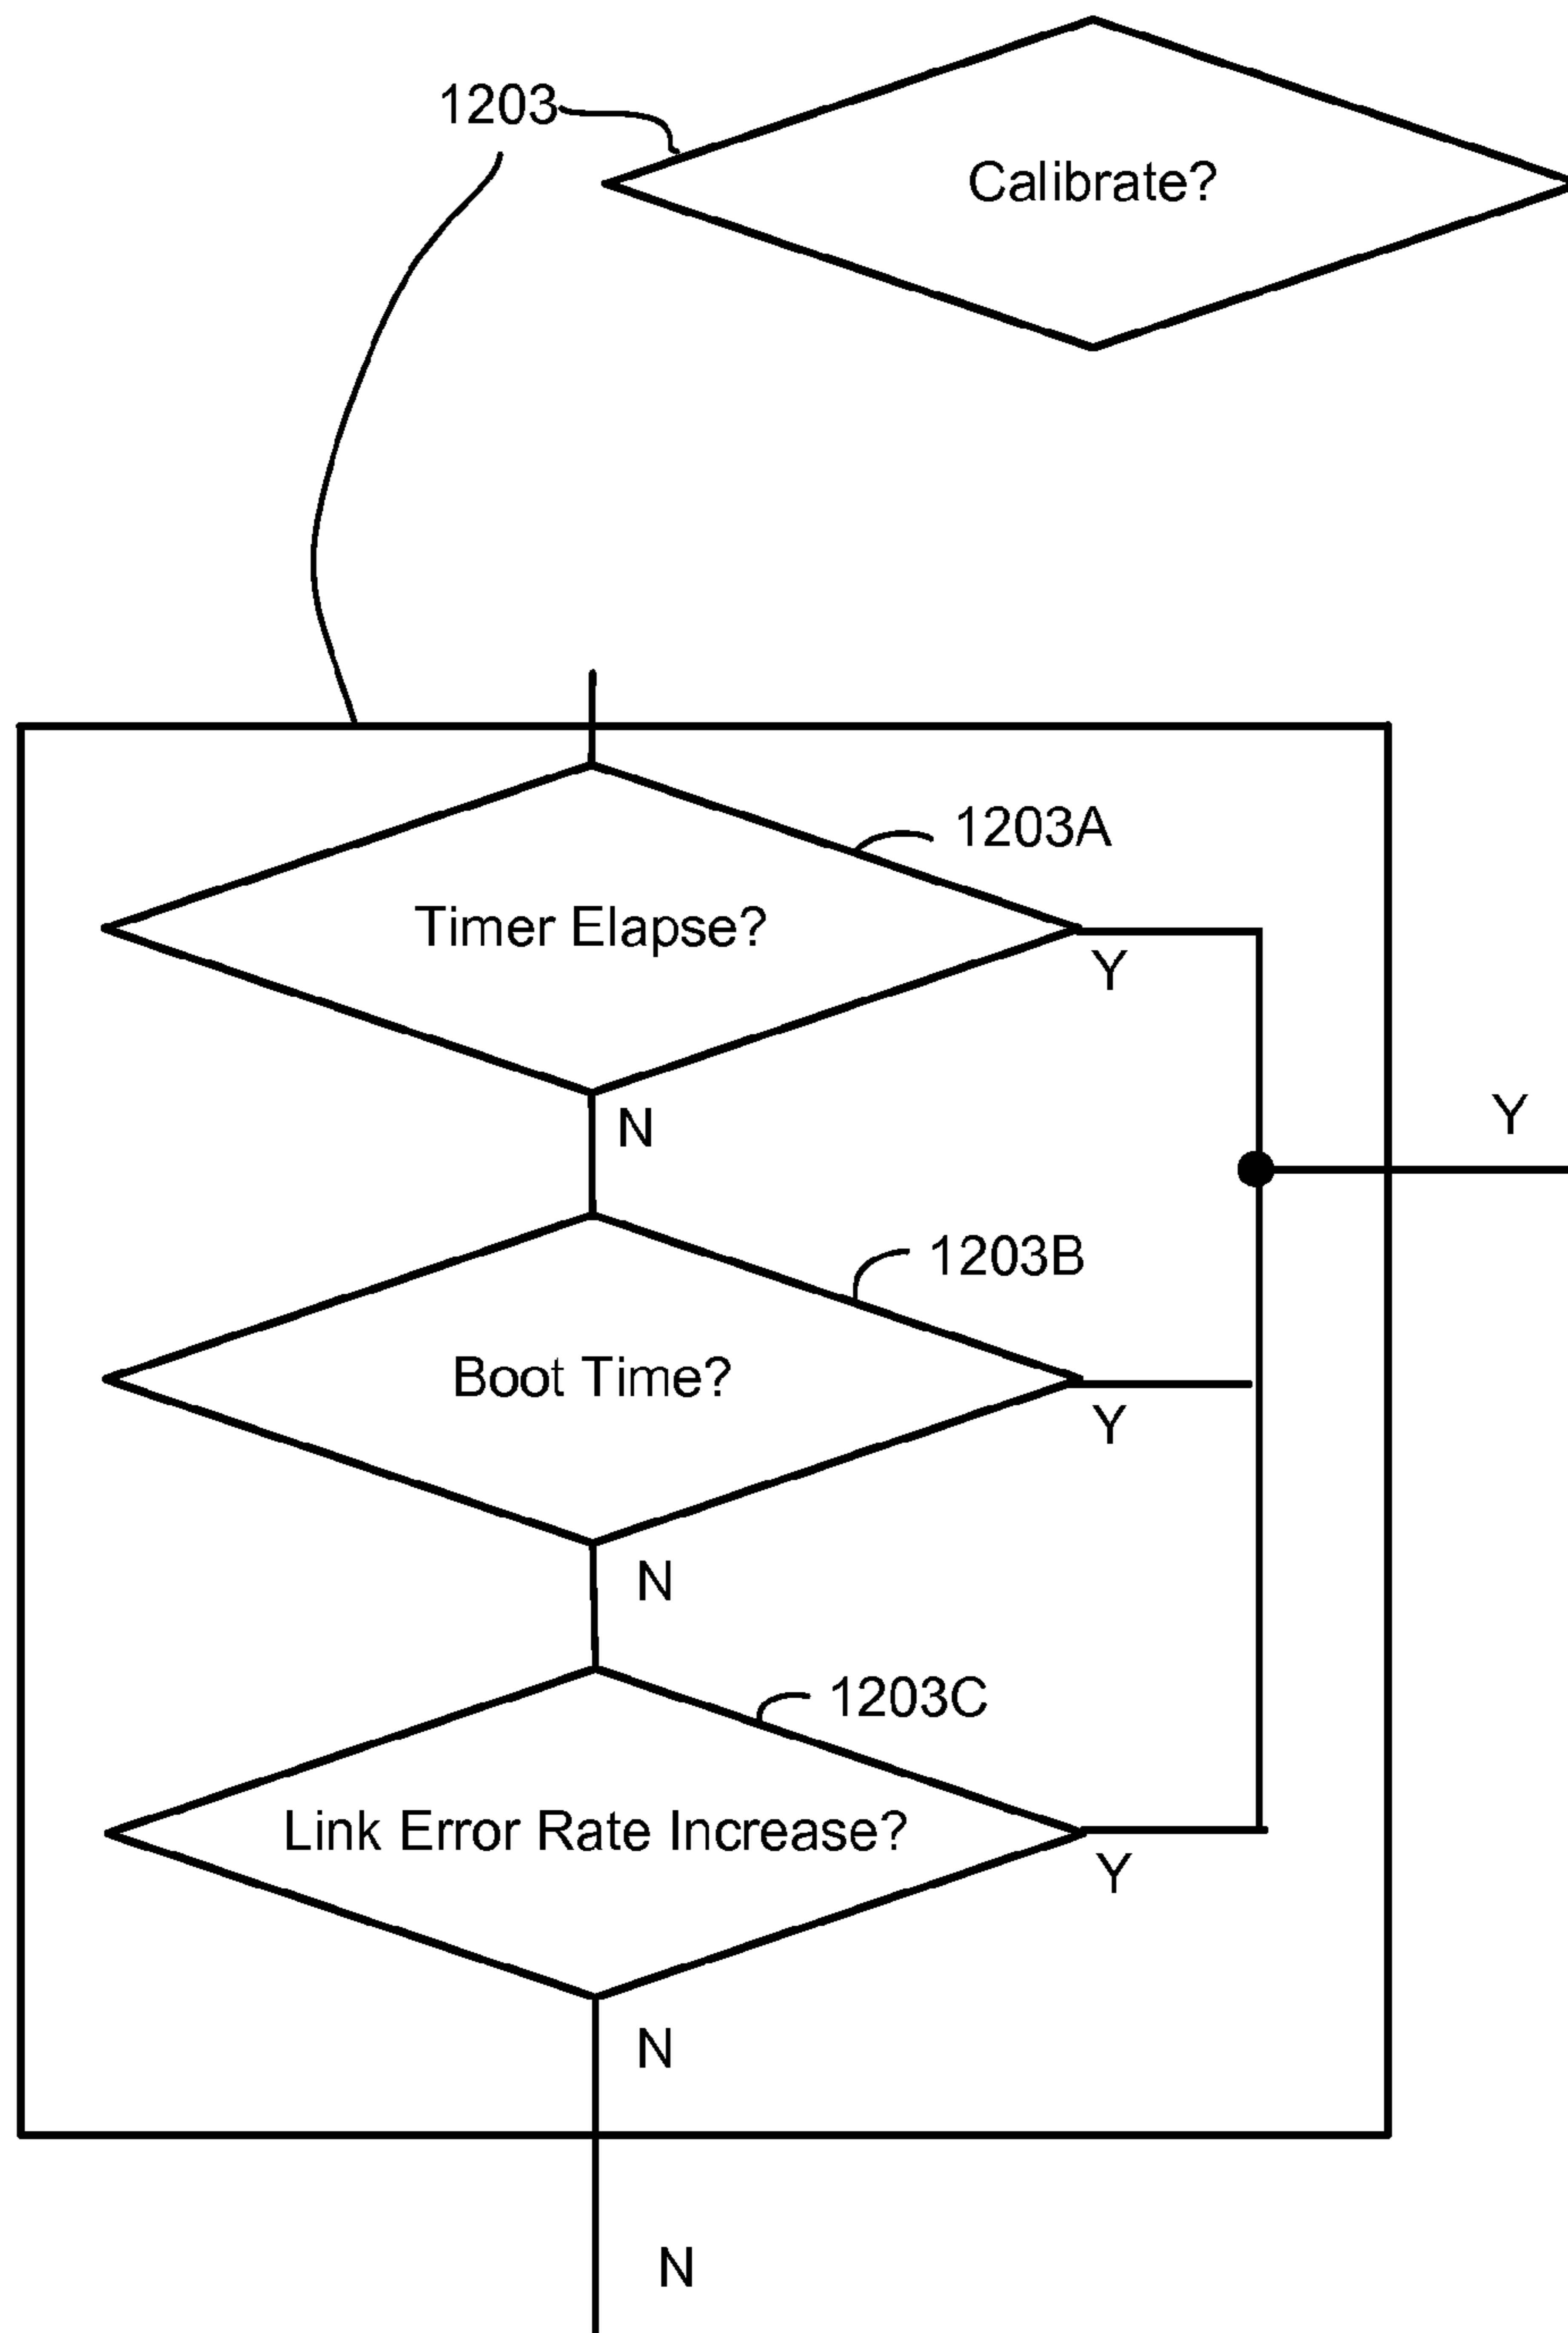 1203
Calibrate?
1203A
Timer Elapse?
Y
N
Y
1203B
Boot Time?
Y
N
1203C
Link Error Rate Increase?
Y
N
N